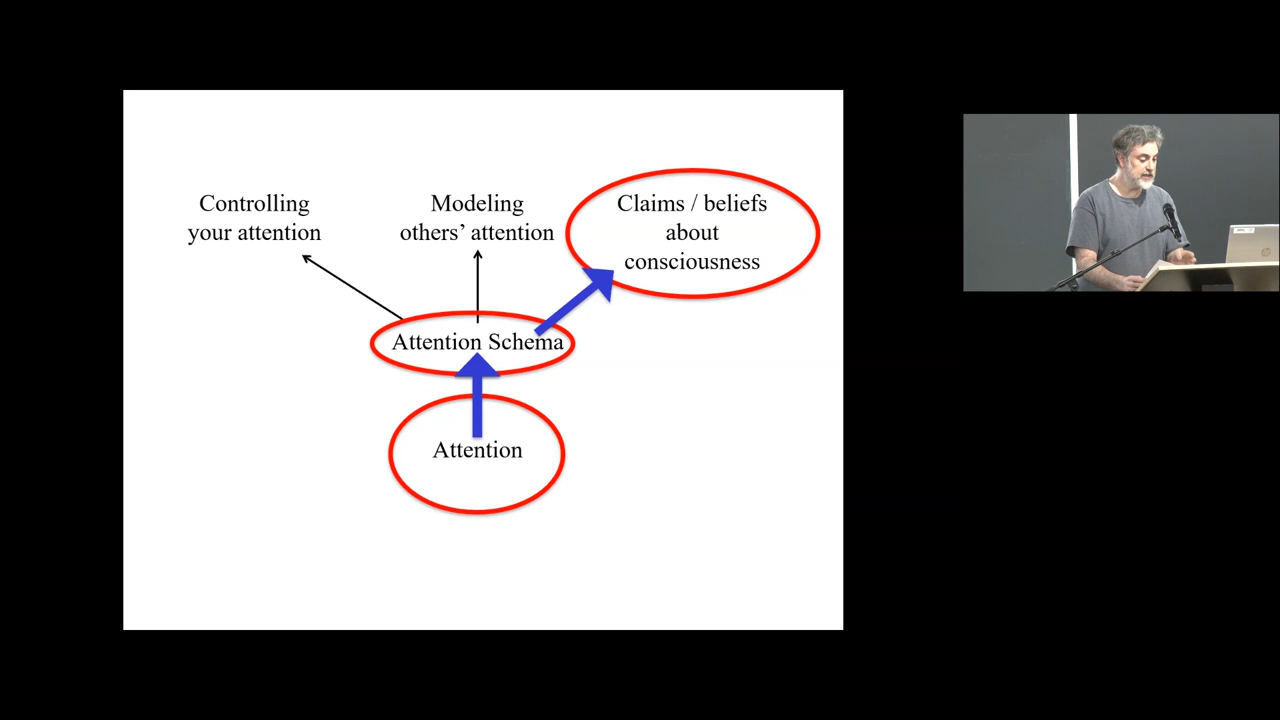 Controlling
your attention
Modeling
others’ attention
Claims / beliefs
about
consciousness
Attention Schema
Attention